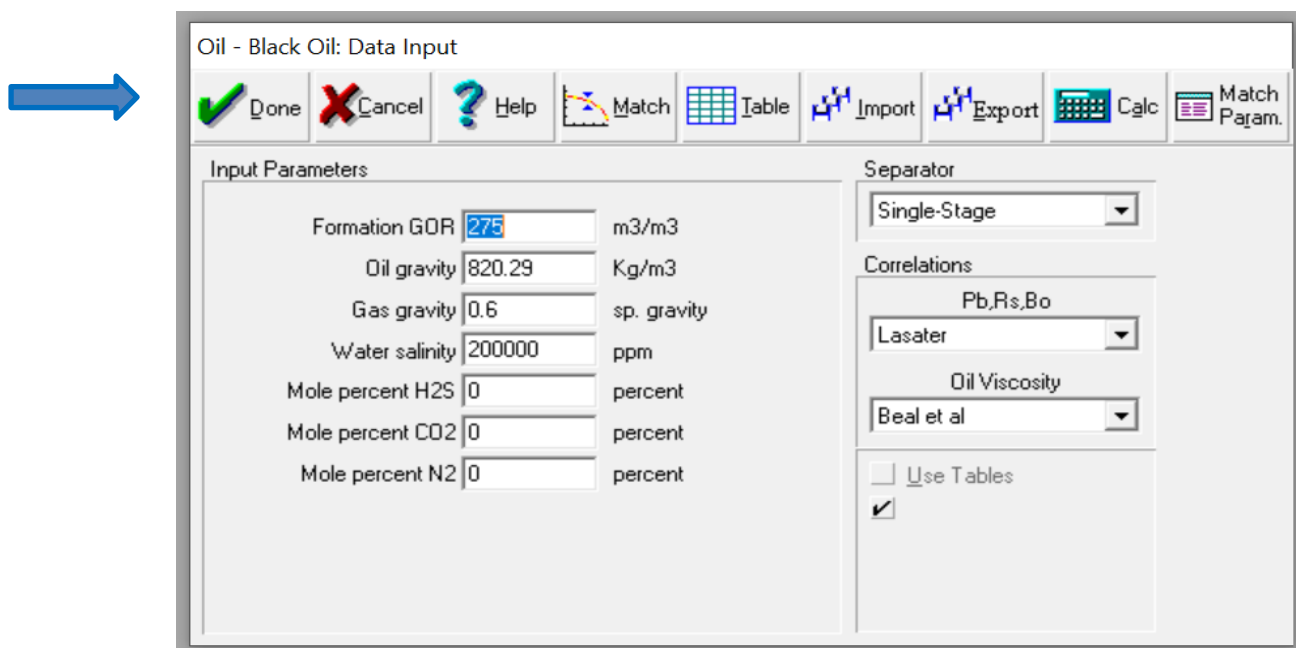 Oil - Black Oil: Data Input
Done Cancel Help Match Table Import Export Calc Match Param.
Input Parameters
Formation GOR 275 m3/m3
Oil gravity 820.29 Kg/m3
Gas gravity 0.6 sp. gravity
Water salinity 200000 ppm
Mole percent H2S 0 percent
Mole percent CO2 0 percent
Mole percent N2 0 percent
Separator
Single-Stage
Correlations
Pb,Rs,Bo
Lasater
Oil Viscosity
Beal et al
Use Tables